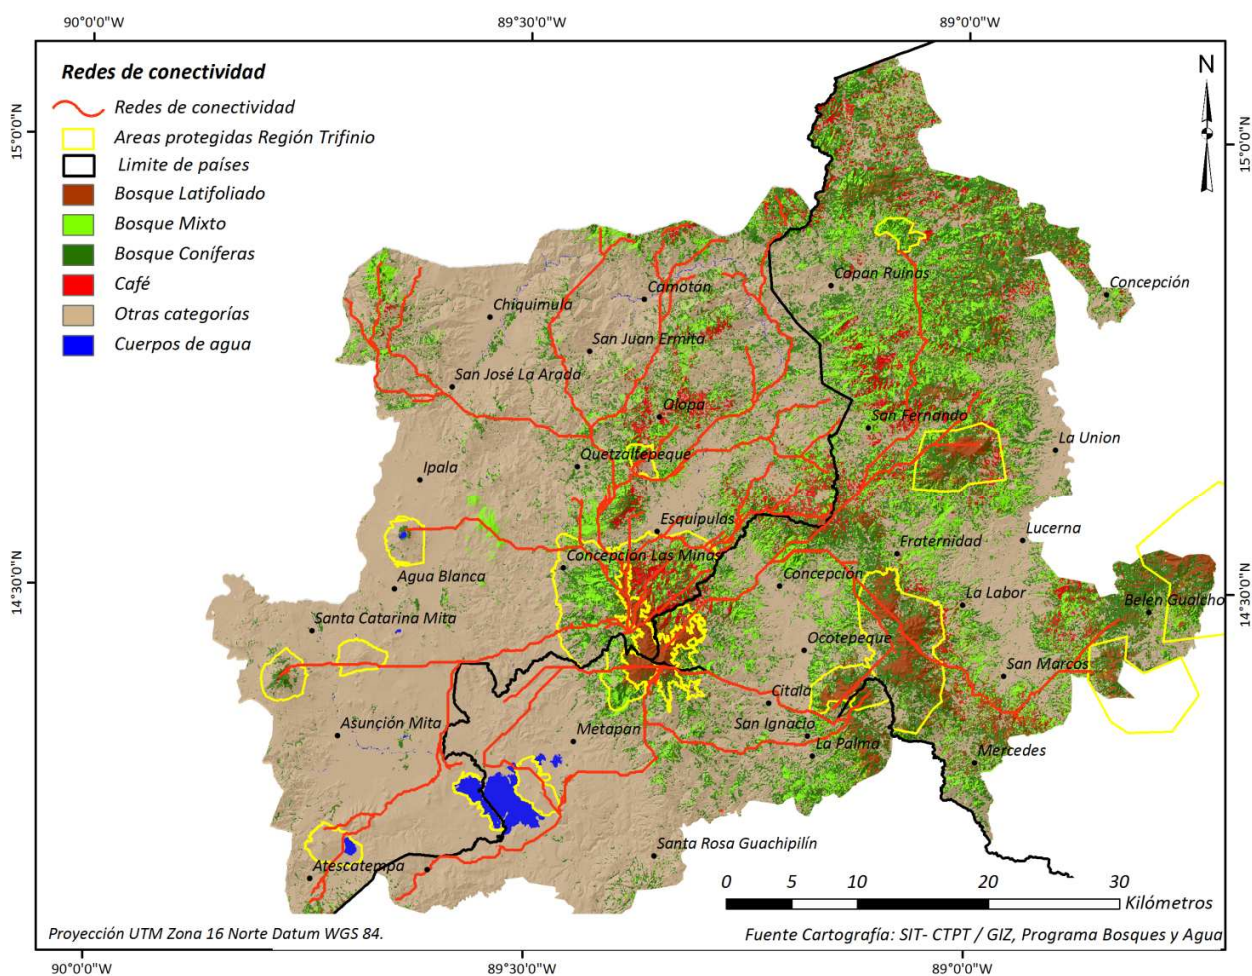 90°0'0"W
89°30'0"W
89°0'0"W
Redes de conectividad
Redes de conectividad
Areas protegidas Región Trifinio
Limite de países
Bosque Latifoliado
Bosque Mixto
Bosque Coníferas
Café
Otras categorías
Cuerpos de agua
N
15°0'0"N
15°0'0"N
Copan Ruinas
Concepción
Camotán
Chiquimula
San Juan Ermita
San José La Arada
Olopa
San Fernando
La Union
Quetzaltepeque
Ipala
Esquipulas
Lucerna
Fraternidad
Concepción Las Minas
Agua Blanca
Concepción
14°30'0"N
14°30'0"N
La Labor
Belen Gualcho
Santa Catarina Mita
Ocotepeque
San Marcos
Citala
Asunción Mita
Metapan
San Ignacio
La Palma
Mercedes
Santa Rosa Guachipilín
Atescatempa
0 5 10 20 30
Kilómetros
Proyección UTM Zona 16 Norte Datum WGS 84.
Fuente Cartografía: SIT- CTPT / GIZ, Programa Bosques y Agua
90°0'0"W
89°30'0"W
89°0'0"W